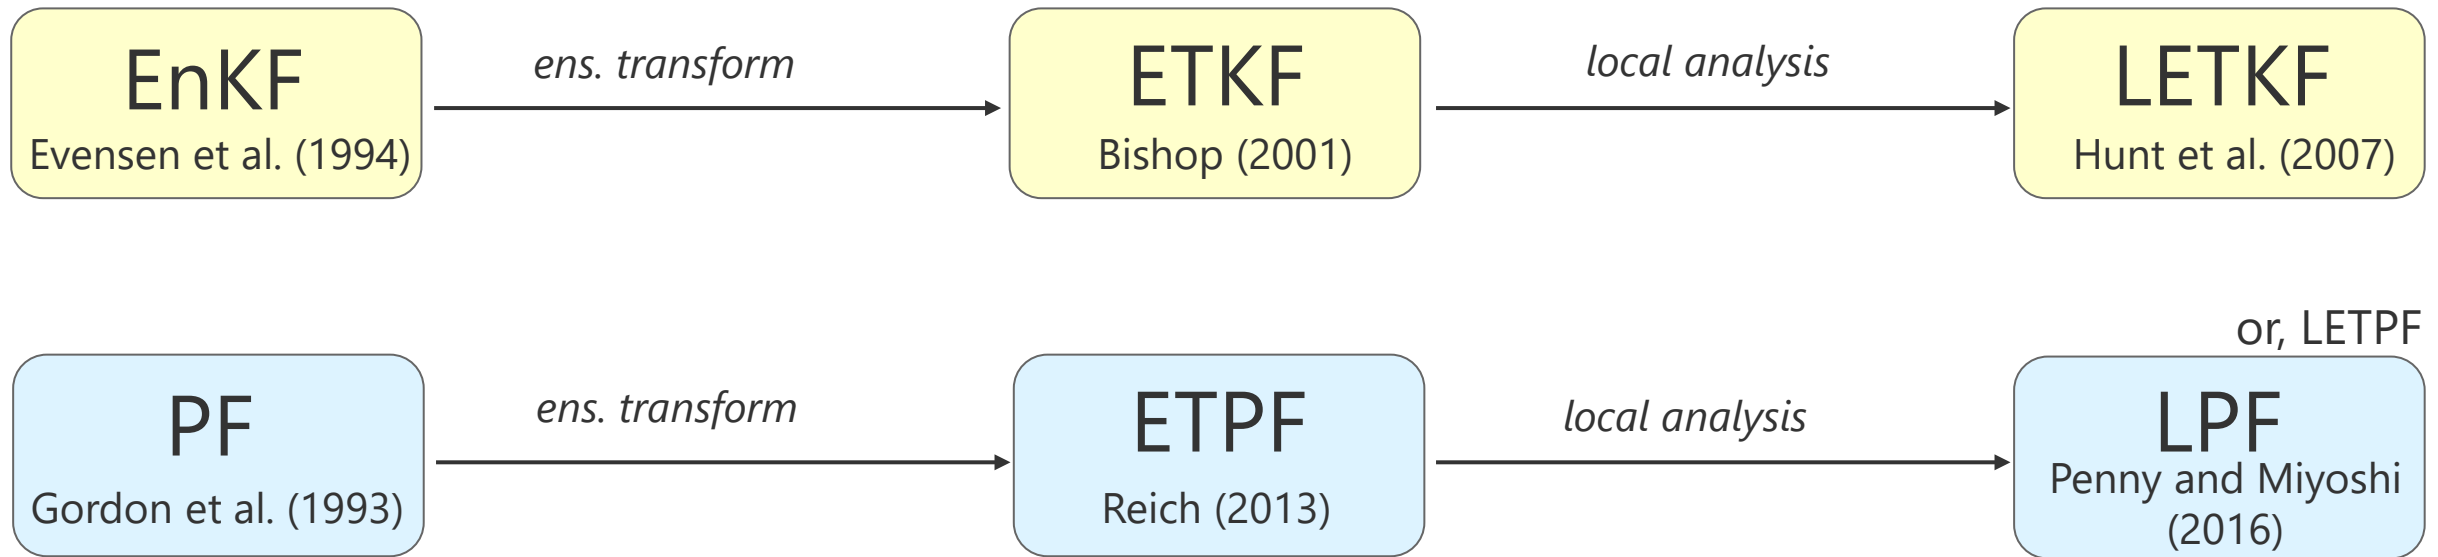 EnKF
Evensen et al. (1994)
ens. transform
ETKF
Bishop (2001)
local analysis
LETKF
Hunt et al. (2007)
PF
Gordon et al. (1993)
ens. transform
ETPF
Reich (2013)
local analysis
or, LETPF
LPF
Penny and Miyoshi
(2016)